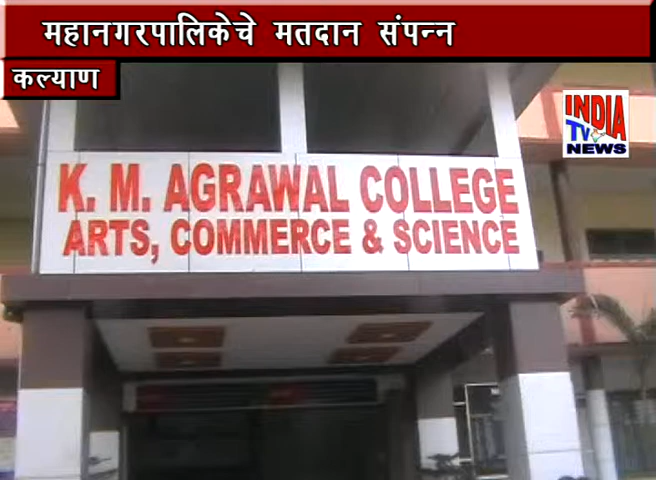 महानगरपालिकेचे मतदान संपन्न
कल्याण
INDIA
TV
NEWS
K. M. AGRAWAL COLLEGE
ARTS, COMMERCE & SCIENCE